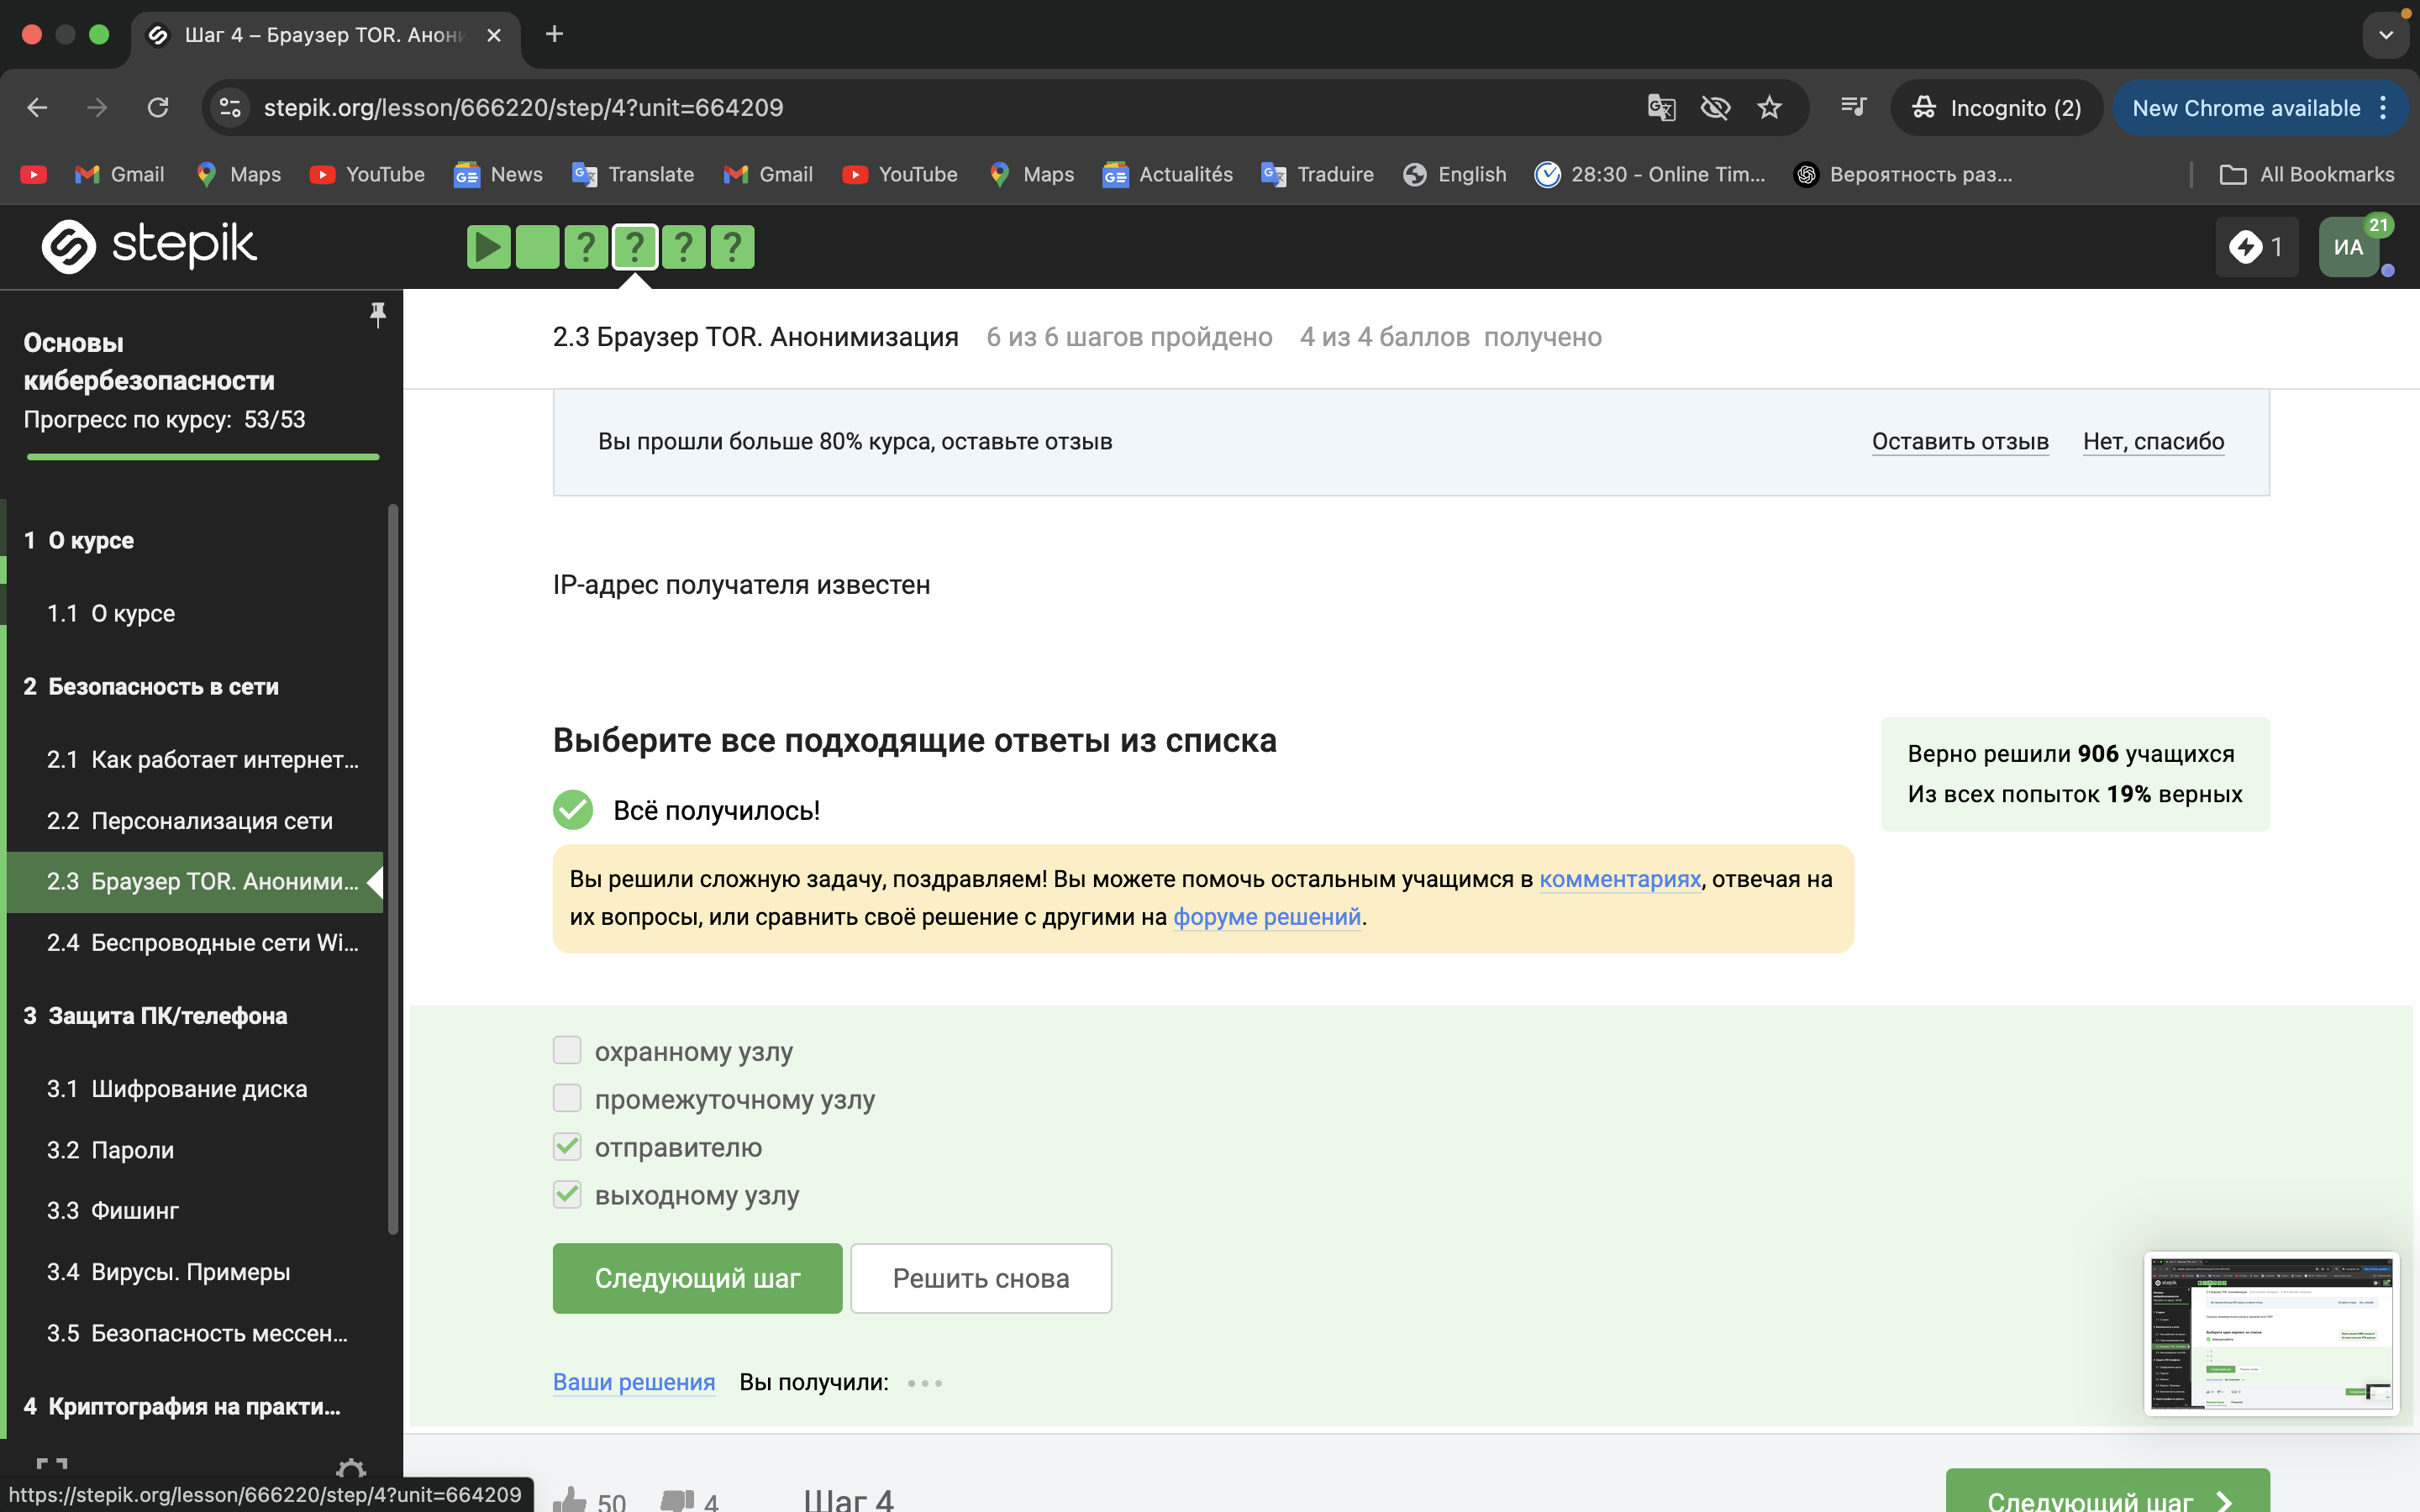 Шаг 4 – Браузер TOR. Анони
stepik.org/lesson/666220/step/4?unit=664209
Incognito (2)
New Chrome available
Gmail
Maps
YouTube
News
Translate
Gmail
YouTube
Maps
Actualités
Traduire
English
28:30 - Online Tim...
Вероятность раз...
All Bookmarks
stepik
? ? ? ?
1
ИА
21
Основы
кибербезопасности
Прогресс по курсу: 53/53
1 О курсе
1.1 О курсе
2 Безопасность в сети
2.1 Как работает интернет...
2.2 Персонализация сети
2.3 Браузер TOR. Аноними...
2.4 Беспроводные сети Wi...
3 Защита ПК/телефона
3.1 Шифрование диска
3.2 Пароли
3.3 Фишинг
3.4 Вирусы. Примеры
3.5 Безопасность мессен...
4 Криптография на практи...
https://stepik.org/lesson/666220/step/4?unit=664209
2.3 Браузер TOR. Анонимизация 6 из 6 шагов пройдено 4 из 4 баллов получено
Вы прошли больше 80% курса, оставьте отзыв
Оставить отзыв
Нет, спасибо
IP-адрес получателя известен
Выберите все подходящие ответы из списка
Верно решили 906 учащихся
Из всех попыток 19% верных
Всё получилось!
Вы решили сложную задачу, поздравляем! Вы можете помочь остальным учащимся в комментариях, отвечая на
их вопросы, или сравнить своё решение с другими на форуме решений.
охранному узлу
промежуточному узлу
отправителю
выходному узлу
Следующий шаг
Решить снова
Ваши решения Вы получили:
50
4
Шаг 4
Следующий шаг